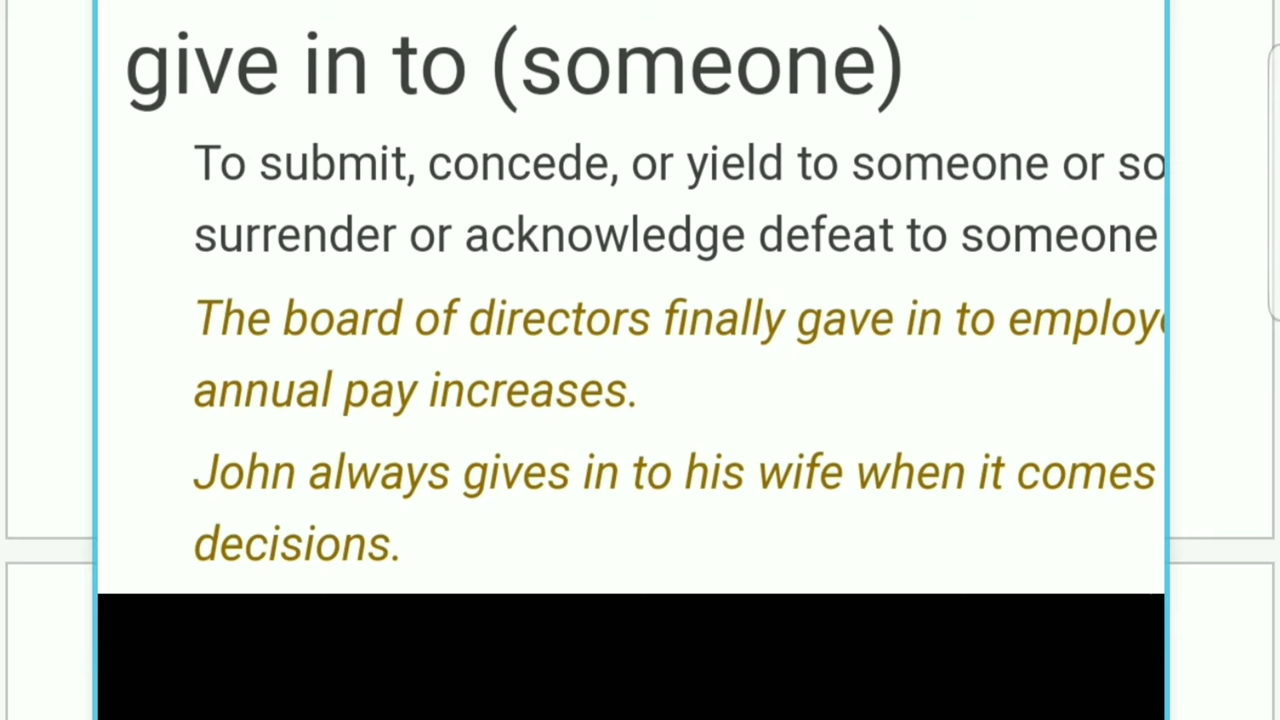 give in to (someone)
To submit, concede, or yield to someone or
surrender or acknowledge defeat to someone
The board of directors finally gave in to
annual pay increases.
John always gives in to his wife when it comes
decisions.